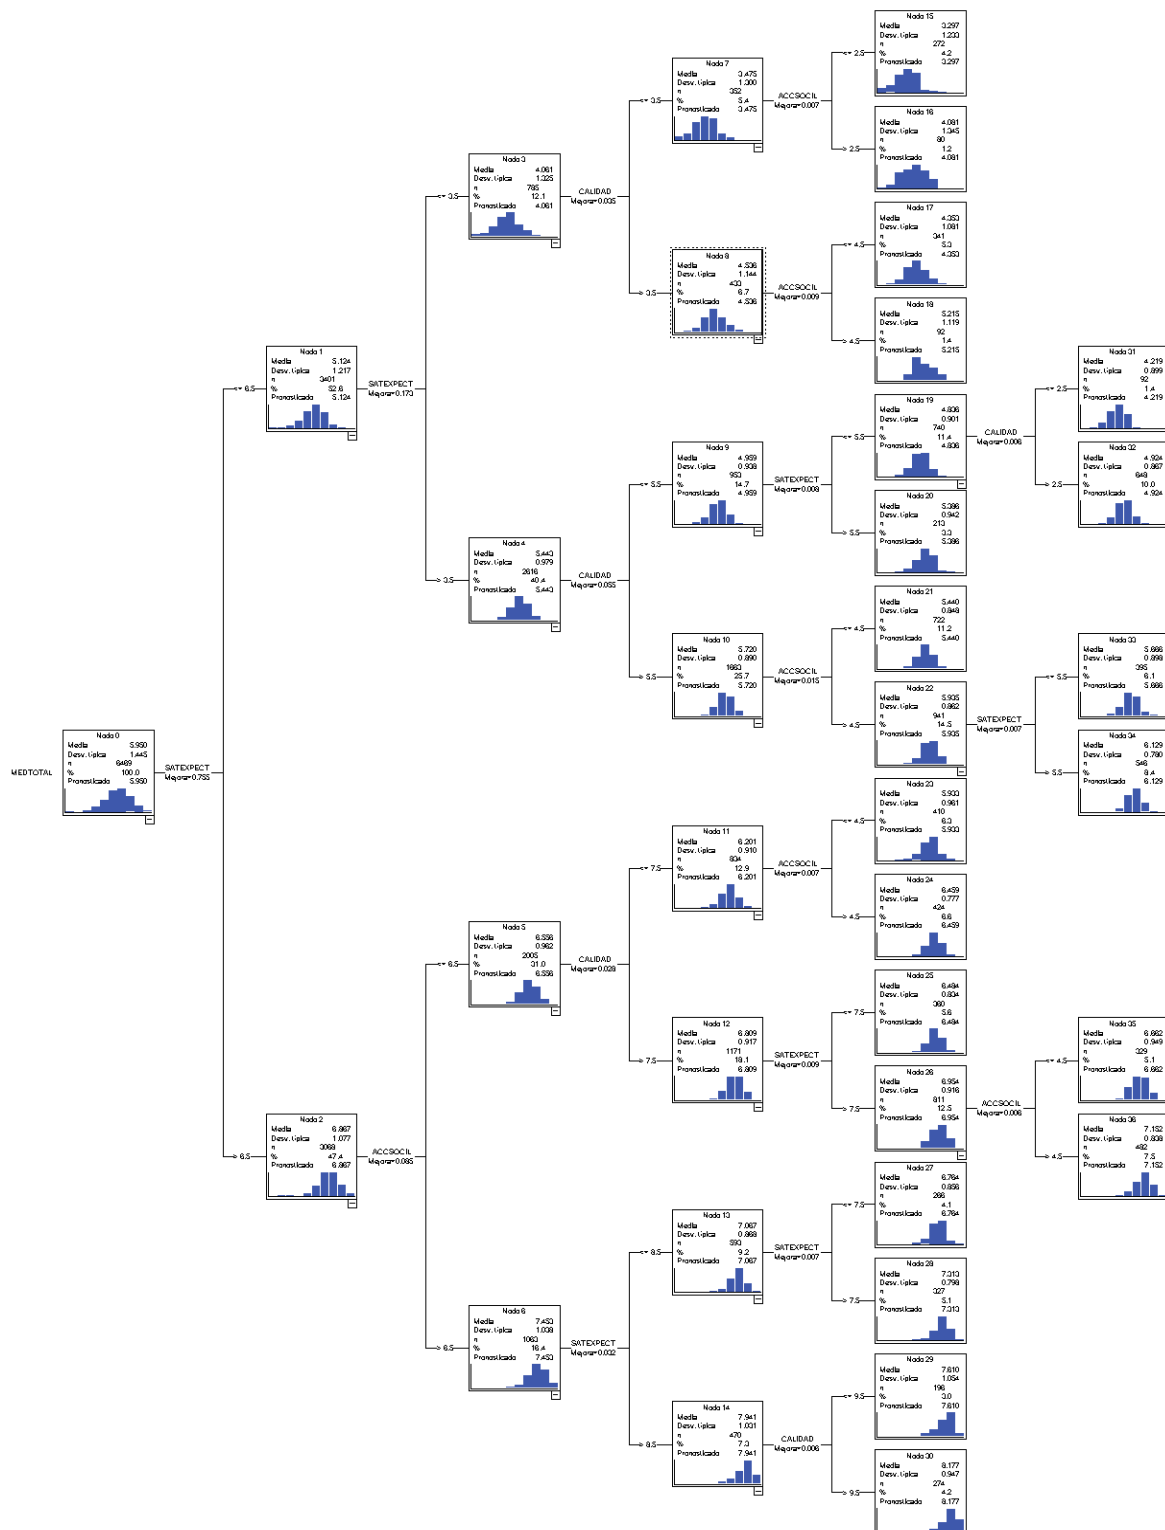 MEDTOTAL
Nodo 0
Media 5.950
Desv. típica 1.445
n 6469
% 100.0
Pronosticado 5.950
SATEXPECT
Mejora=0.755
<= 6.5
Nodo 1
Media 5.124
Desv. típica 1.217
n 3401
% 52.6
Pronosticado 5.124
SATEXPECT
Mejora=0.173
> 6.5
Nodo 2
Media 6.867
Desv. típica 1.077
n 3068
% 47.4
Pronosticado 6.867
ACCSOCIL
Mejora=0.085
<= 3.5
Nodo 3
Media 4.061
Desv. típica 1.325
n 785
% 12.1
Pronosticado 4.061
CALIDAD
Mejora=0.035
> 3.5
Nodo 4
Media 5.443
Desv. típica 0.979
n 2616
% 40.4
Pronosticado 5.443
CALIDAD
Mejora=0.055
<= 6.5
Nodo 5
Media 6.556
Desv. típica 0.962
n 2005
% 31.0
Pronosticado 6.556
CALIDAD
Mejora=0.028
> 6.5
Nodo 6
Media 7.453
Desv. típica 1.038
n 1063
% 16.4
Pronosticado 7.453
SATEXPECT
Mejora=0.032
<= 3.5
Nodo 7
Media 3.475
Desv. típica 1.300
n 352
% 5.4
Pronosticado 3.475
ACCSOCIL
Mejora=0.007
> 3.5
Nodo 8
Media 4.536
Desv. típica 1.144
n 433
% 6.7
Pronosticado 4.536
ACCSOCIL
Mejora=0.009
<= 5.5
Nodo 9
Media 4.959
Desv. típica 0.938
n 953
% 14.7
Pronosticado 4.959
SATEXPECT
Mejora=0.008
> 5.5
Nodo 10
Media 5.720
Desv. típica 0.890
n 1663
% 25.7
Pronosticado 5.720
ACCSOCIL
Mejora=0.015
<= 7.5
Nodo 11
Media 6.201
Desv. típica 0.910
n 834
% 12.9
Pronosticado 6.201
ACCSOCIL
Mejora=0.007
> 7.5
Nodo 12
Media 6.809
Desv. típica 0.917
n 1171
% 18.1
Pronosticado 6.809
SATEXPECT
Mejora=0.009
<= 8.5
Nodo 13
Media 7.067
Desv. típica 0.868
n 593
% 9.2
Pronosticado 7.067
SATEXPECT
Mejora=0.007
> 8.5
Nodo 14
Media 7.941
Desv. típica 1.031
n 470
% 7.3
Pronosticado 7.941
CALIDAD
Mejora=0.006
<= 2.5
Nodo 15
Media 3.297
Desv. típica 1.233
n 272
% 4.2
Pronosticado 3.297
> 2.5
Nodo 16
Media 4.081
Desv. típica 1.345
n 80
% 1.2
Pronosticado 4.081
<= 4.5
Nodo 17
Media 4.353
Desv. típica 1.081
n 341
% 5.3
Pronosticado 4.353
> 4.5
Nodo 18
Media 5.215
Desv. típica 1.119
n 92
% 1.4
Pronosticado 5.215
<= 5.5
Nodo 19
Media 4.836
Desv. típica 0.901
n 740
% 11.4
Pronosticado 4.836
CALIDAD
Mejora=0.006
> 5.5
Nodo 20
Media 5.386
Desv. típica 0.942
n 213
% 3.3
Pronosticado 5.386
<= 4.5
Nodo 21
Media 5.440
Desv. típica 0.848
n 722
% 11.2
Pronosticado 5.440
> 4.5
Nodo 22
Media 5.935
Desv. típica 0.862
n 941
% 14.5
Pronosticado 5.935
SATEXPECT
Mejora=0.007
<= 4.5
Nodo 23
Media 5.933
Desv. típica 0.961
n 410
% 6.3
Pronosticado 5.933
> 4.5
Nodo 24
Media 6.459
Desv. típica 0.777
n 424
% 6.6
Pronosticado 6.459
<= 7.5
Nodo 25
Media 6.484
Desv. típica 0.834
n 360
% 5.6
Pronosticado 6.484
> 7.5
Nodo 26
Media 6.954
Desv. típica 0.916
n 811
% 12.5
Pronosticado 6.954
ACCSOCIL
Mejora=0.006
<= 7.5
Nodo 27
Media 6.764
Desv. típica 0.856
n 266
% 4.1
Pronosticado 6.764
> 7.5
Nodo 28
Media 7.313
Desv. típica 0.798
n 327
% 5.1
Pronosticado 7.313
<= 9.5
Nodo 29
Media 7.610
Desv. típica 1.054
n 196
% 3.0
Pronosticado 7.610
> 9.5
Nodo 30
Media 8.177
Desv. típica 0.947
n 274
% 4.2
Pronosticado 8.177
<= 2.5
Nodo 31
Media 4.219
Desv. típica 0.899
n 92
% 1.4
Pronosticado 4.219
> 2.5
Nodo 32
Media 4.924
Desv. típica 0.867
n 648
% 10.0
Pronosticado 4.924
<= 5.5
Nodo 33
Media 5.666
Desv. típica 0.898
n 395
% 6.1
Pronosticado 5.666
> 5.5
Nodo 34
Media 6.129
Desv. típica 0.780
n 546
% 8.4
Pronosticado 6.129
<= 4.5
Nodo 35
Media 6.662
Desv. típica 0.949
n 329
% 5.1
Pronosticado 6.662
> 4.5
Nodo 36
Media 7.152
Desv. típica 0.838
n 482
% 7.5
Pronosticado 7.152